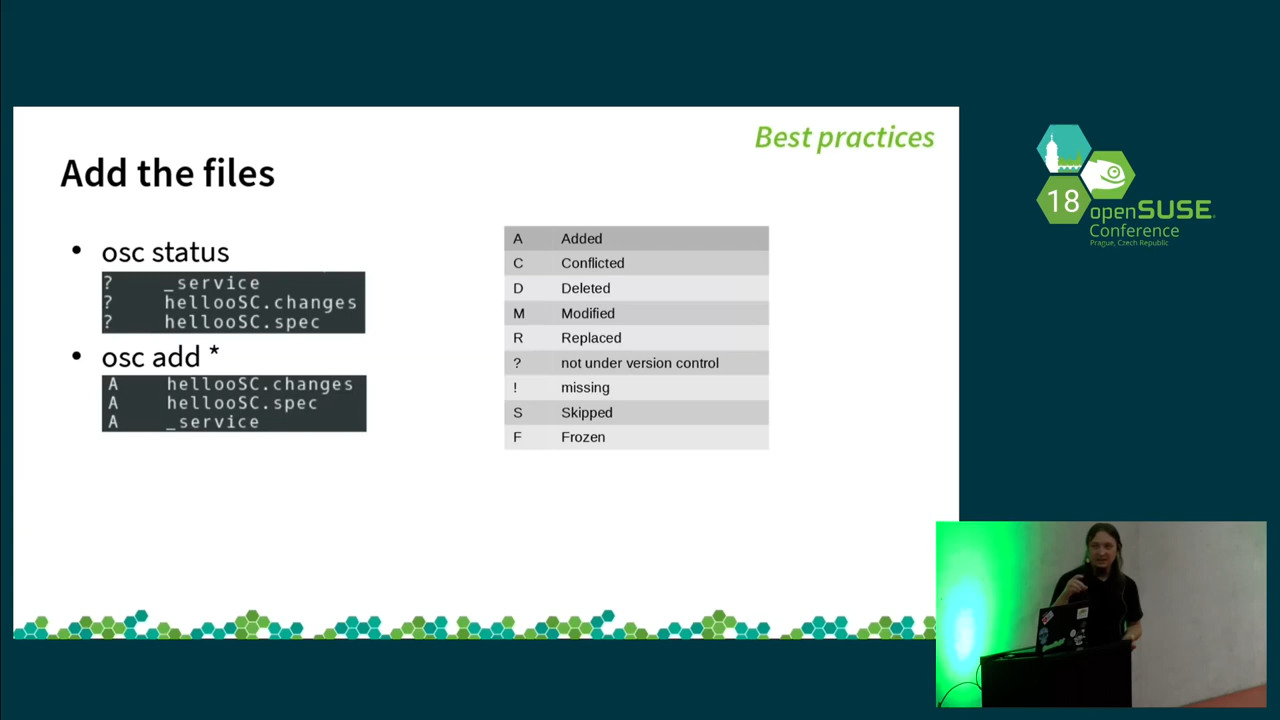 Best practices
Add the files
• osc status
? _service
? hellooSC.changes
? hellooSC.spec
• osc add *
A hellooSC.changes
A hellooSC.spec
A _service
A Added
C Conflicted
D Deleted
M Modified
R Replaced
? not under version control
! missing
S Skipped
F Frozen
18
openSUSE
Conference
Prague, Czech Republic